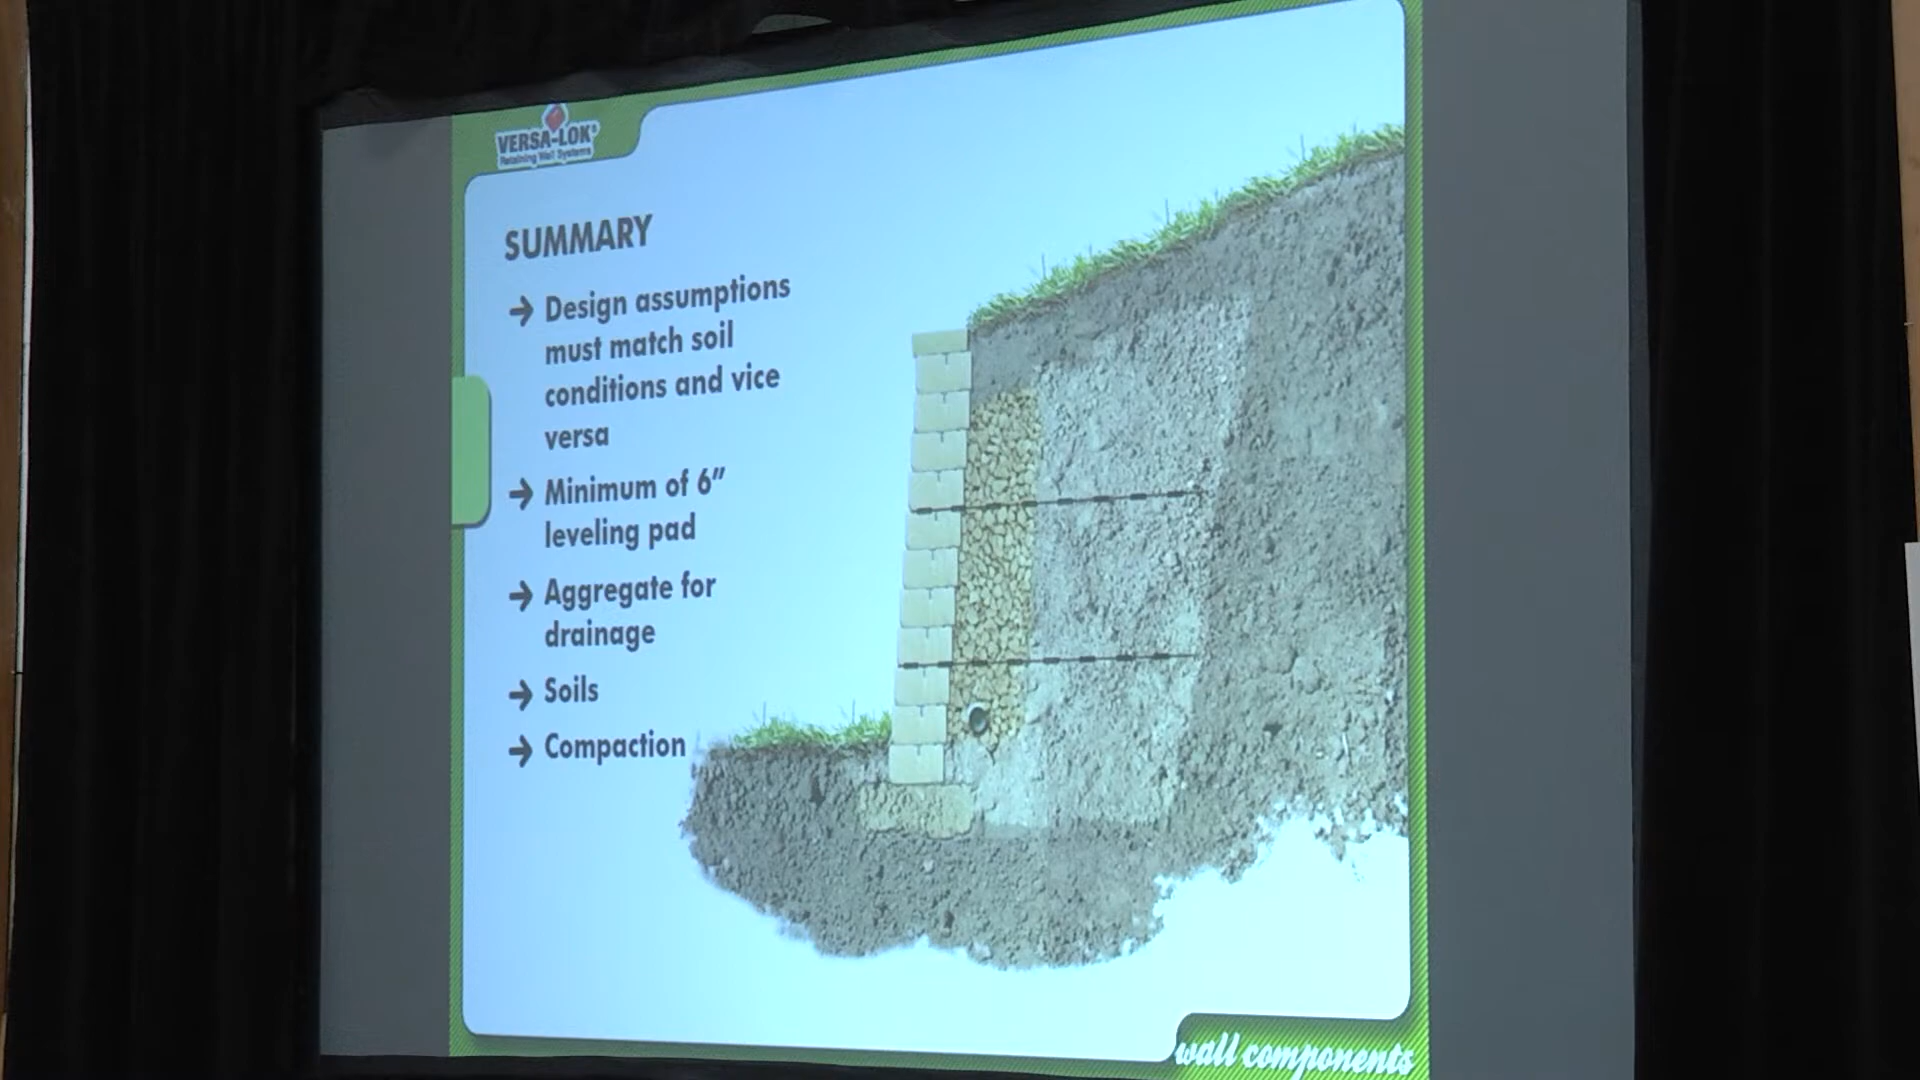 VERSA-LOK®
Retaining Wall Systems
SUMMARY
→ Design assumptions
must match soil
conditions and vice
versa
→ Minimum of 6″
leveling pad
→ Aggregate for
drainage
→ Soils
→ Compaction
wall components